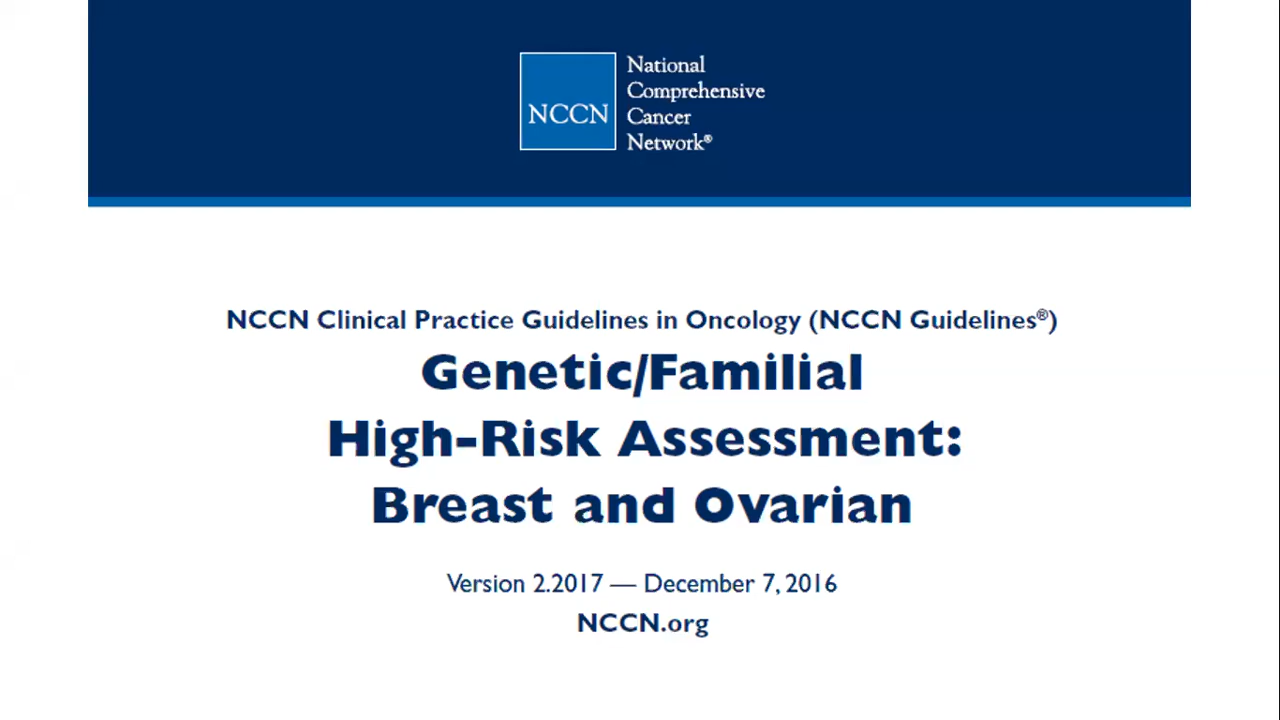 NCCN
National
Comprehensive
Cancer
Network®
NCCN Clinical Practice Guidelines in Oncology (NCCN Guidelines®)
Genetic/Familial
High-Risk Assessment:
Breast and Ovarian
Version 2.2017 — December 7, 2016
NCCN.org